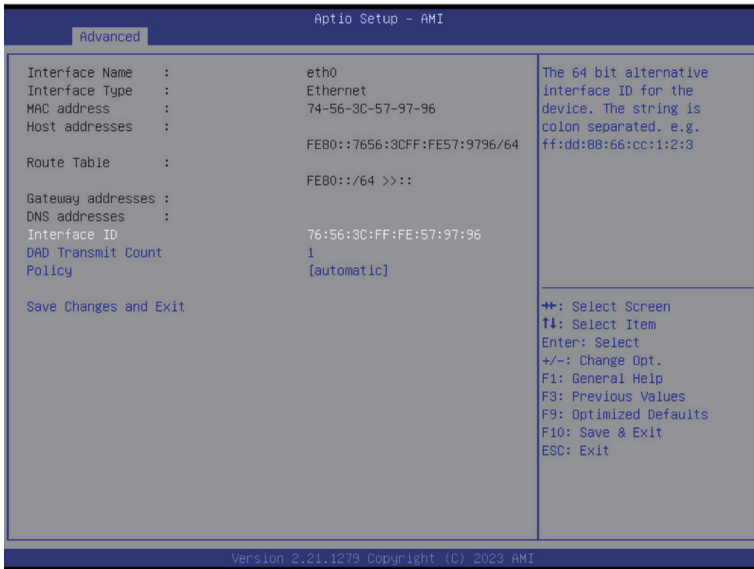 Aptio Setup - AMI
Advanced
Interface Name : eth0
Interface Type : Ethernet
MAC address : 74-56-3C-57-97-96
Host addresses :
FE80::7656:3CFF:FE57:9796/64
Route Table :
FE80::/64 >>::
Gateway addresses :
DNS addresses :
Interface ID 76:56:3C:FF:FE:57:97:96
DAD Transmit Count 1
Policy [automatic]
Save Changes and Exit
The 64 bit alternative
interface ID for the
device. The string is
colon separated. e.g.
ff:dd:88:66:cc:1:2:3
→←: Select Screen
↑↓: Select Item
Enter: Select
+/-: Change Opt.
F1: General Help
F3: Previous Values
F9: Optimized Defaults
F10: Save & Exit
ESC: Exit
Version 2.21.1279 Copyright (C) 2023 AMI